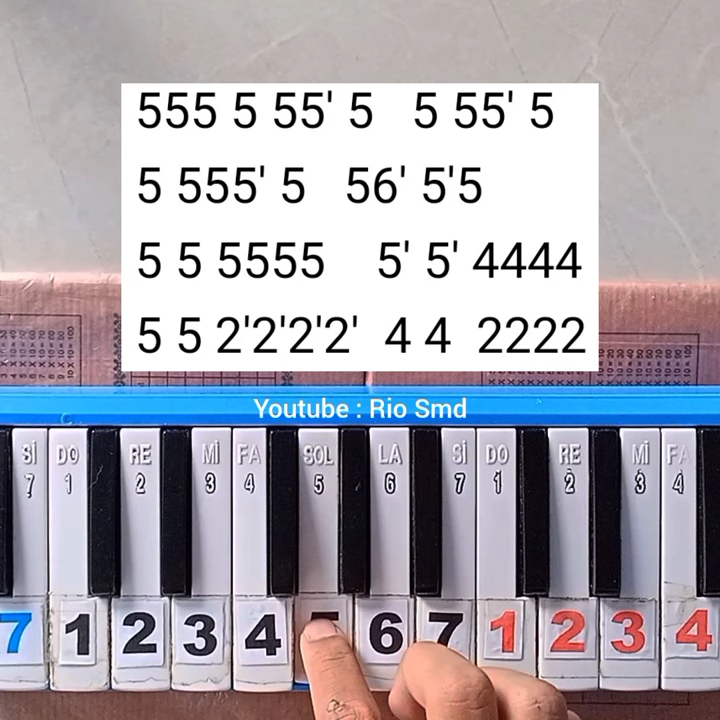 555 5 55' 5 5 55' 5
5 555' 5 56' 5'5
5 5 5555 5' 5' 4444
5 5 2'2'2'2' 4 4 2222
Youtube : Rio Smd
Sİ DO RE Mİ FA SOL LA Sİ DO RE Mİ FA
7 1 2 3 4 5 6 7 1 2 3 4
7 1 2 3 4 5 6 7 1 2 3 4